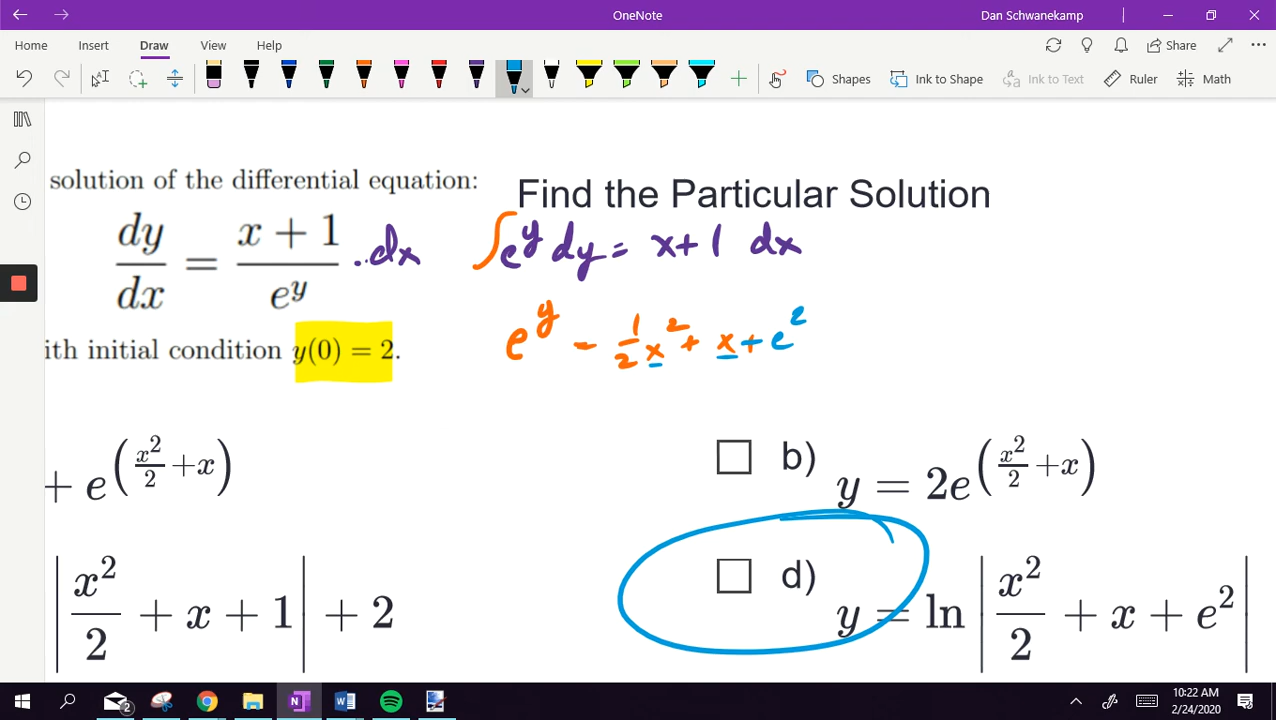 OneNote
Dan Schwanekamp
Home Insert Draw View Help
Share
Shapes Ink to Shape Ink to Text Ruler Math
solution of the differential equation:
Find the Particular Solution
dy/dx = x + 1/e^y ..dx
∫e^y dy = x+1 dx
ith initial condition y(0) = 2.
e^y = 1/2 x^2 + x + e^2
+ e^(x^2/2 + x)
b) y = 2e^(x^2/2 + x)
|x^2/2 + x + 1| + 2
d) y = ln |x^2/2 + x + e^2|
2
10:22 AM
2/24/2020